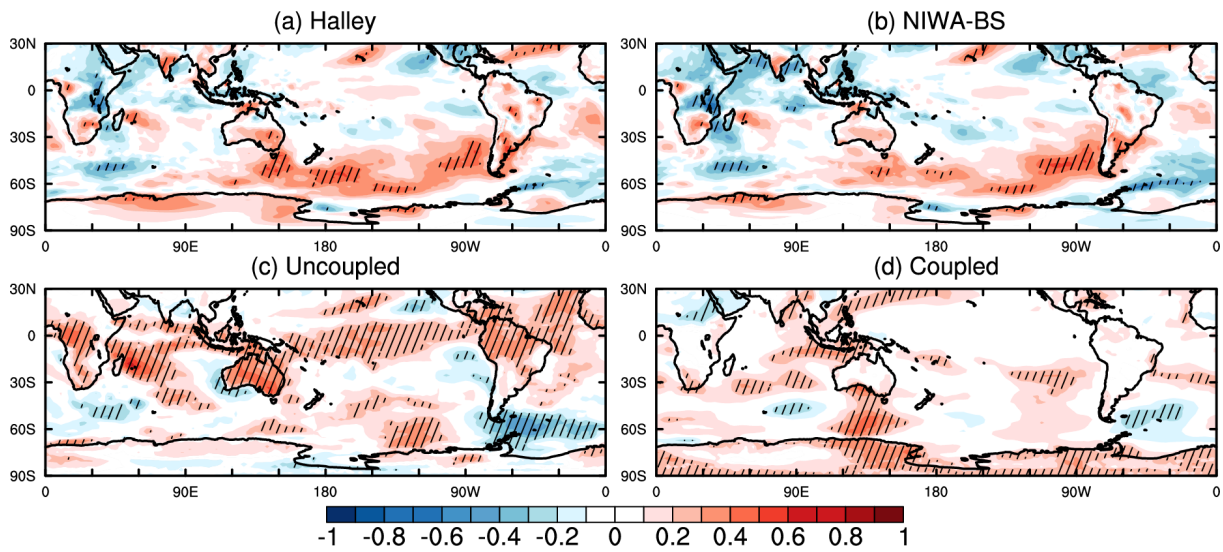 (a) Halley (b) NIWA-BS
30N 30N
0 0
30S 30S
60S 60S
90S 90S
0 90E 180 90W 0 0 90E 180 90W 0
(c) Uncoupled (d) Coupled
30N 30N
0 0
30S 30S
60S 60S
90S 90S
0 90E 180 90W 0 0 90E 180 90W 0
-1 -0.8 -0.6 -0.4 -0.2 0 0.2 0.4 0.6 0.8 1